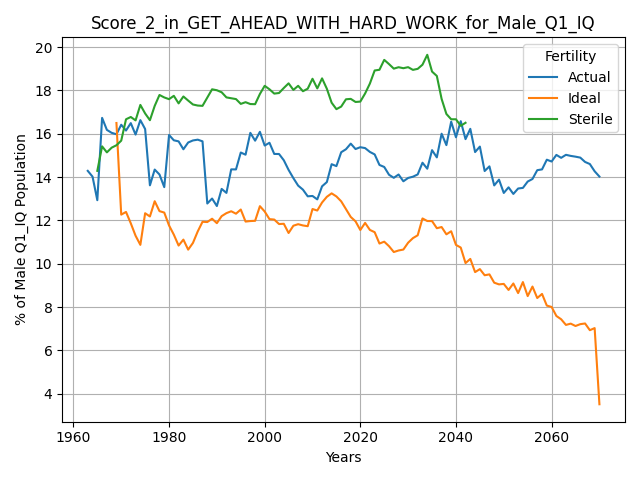 Score_2_in_GET_AHEAD_WITH_HARD_WORK_for_Male_Q1_IQ
Fertility
Actual
Ideal
Sterile
% of Male Q1_IQ Population
20
18
16
14
12
10
8
6
4
1960
1980
2000
2020
2040
2060
Years